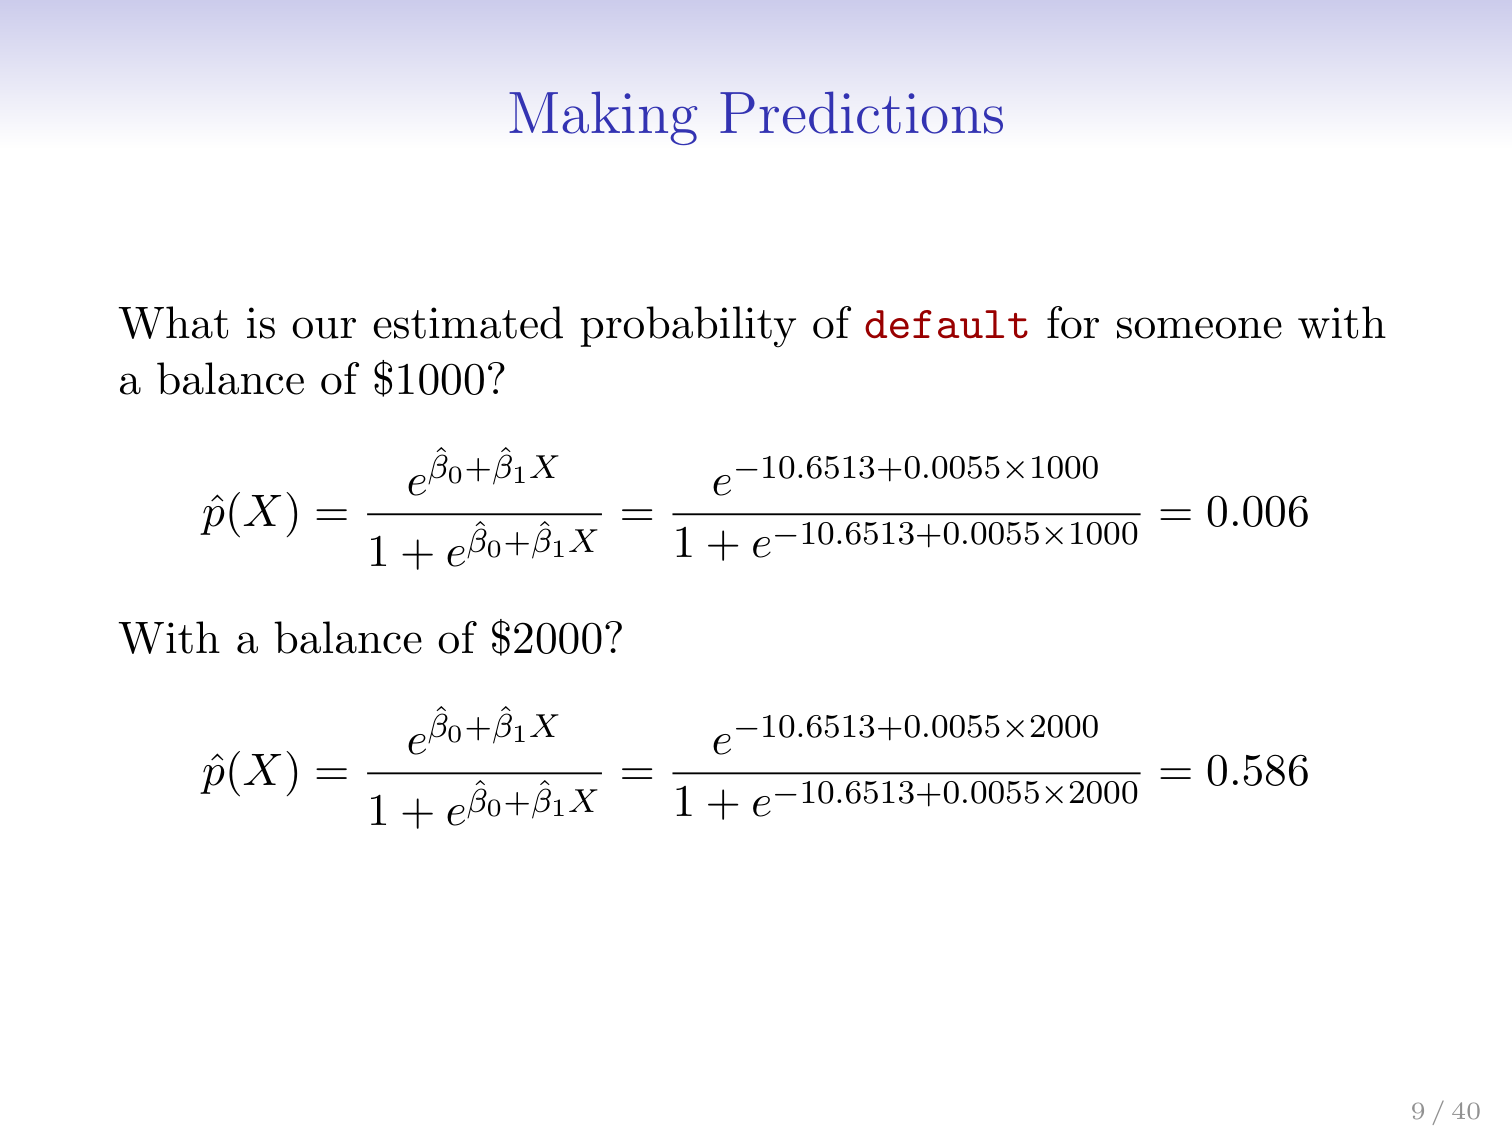 Making Predictions
What is our estimated probability of default for someone with
a balance of $1000?
p̂(X) = e^{β̂₀+β̂₁X} / (1 + e^{β̂₀+β̂₁X}) = e^{−10.6513+0.0055×1000} / (1 + e^{−10.6513+0.0055×1000}) = 0.006
With a balance of $2000?
p̂(X) = e^{β̂₀+β̂₁X} / (1 + e^{β̂₀+β̂₁X}) = e^{−10.6513+0.0055×2000} / (1 + e^{−10.6513+0.0055×2000}) = 0.586
9 / 40